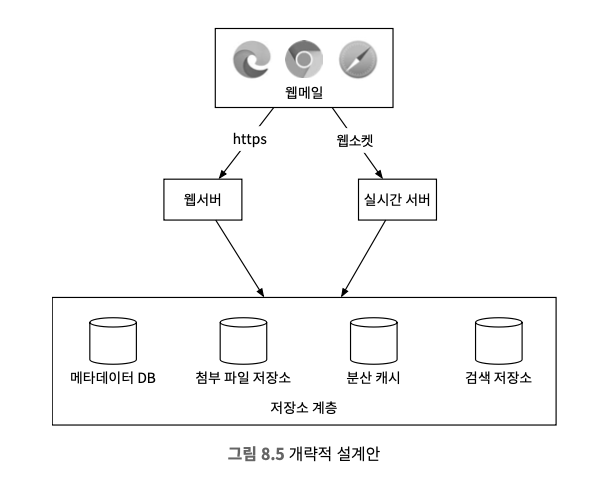 웹메일
https
웹소켓
웹서버
실시간 서버
메타데이터 DB
첨부 파일 저장소
분산 캐시
검색 저장소
저장소 계층
그림 8.5 개략적 설계안